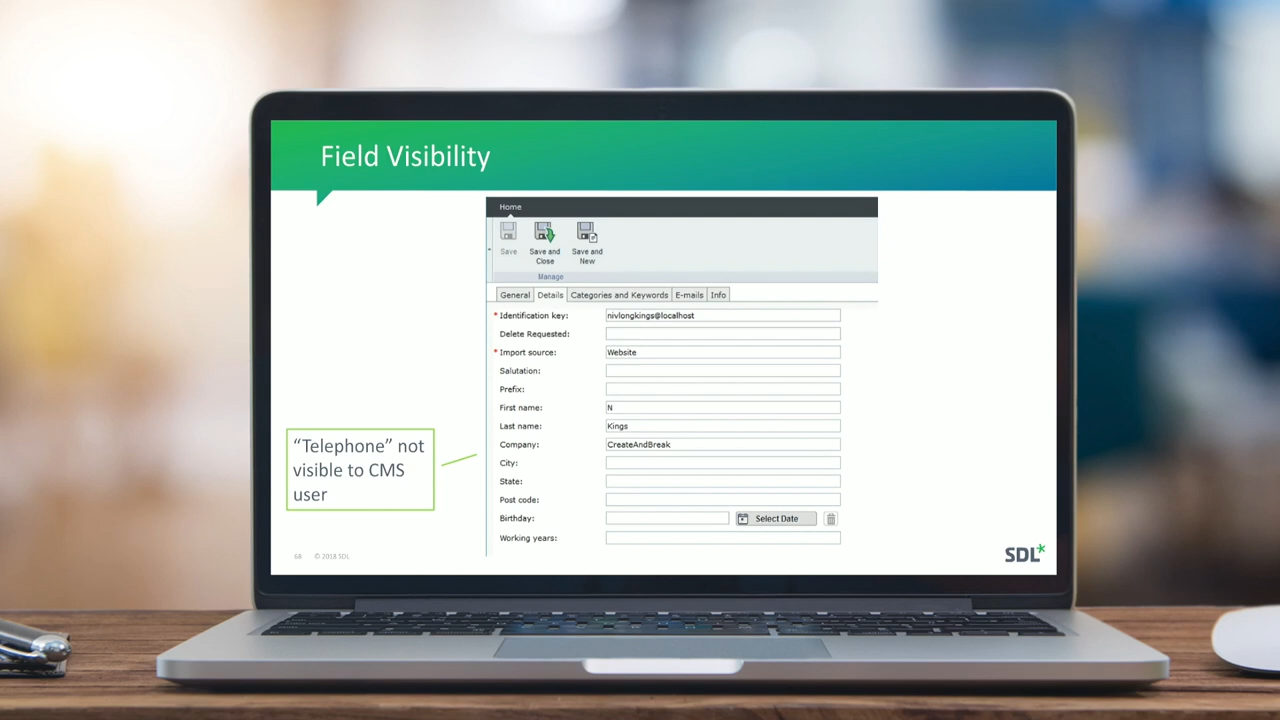 Field Visibility
Home
Save
Save and
Close
Save and
New
Manage
General Details Categories and Keywords E-mails Info
* Identification key: nivlongkings@localhost
Delete Requested:
* Import source: Website
Salutation:
Prefix:
First name: N
Last name: Kings
Company: CreateAndBreak
City:
State:
Post code:
Birthday: Select Date
Working years:
“Telephone” not
visible to CMS
user
68 © 2018 SDL
SDL*